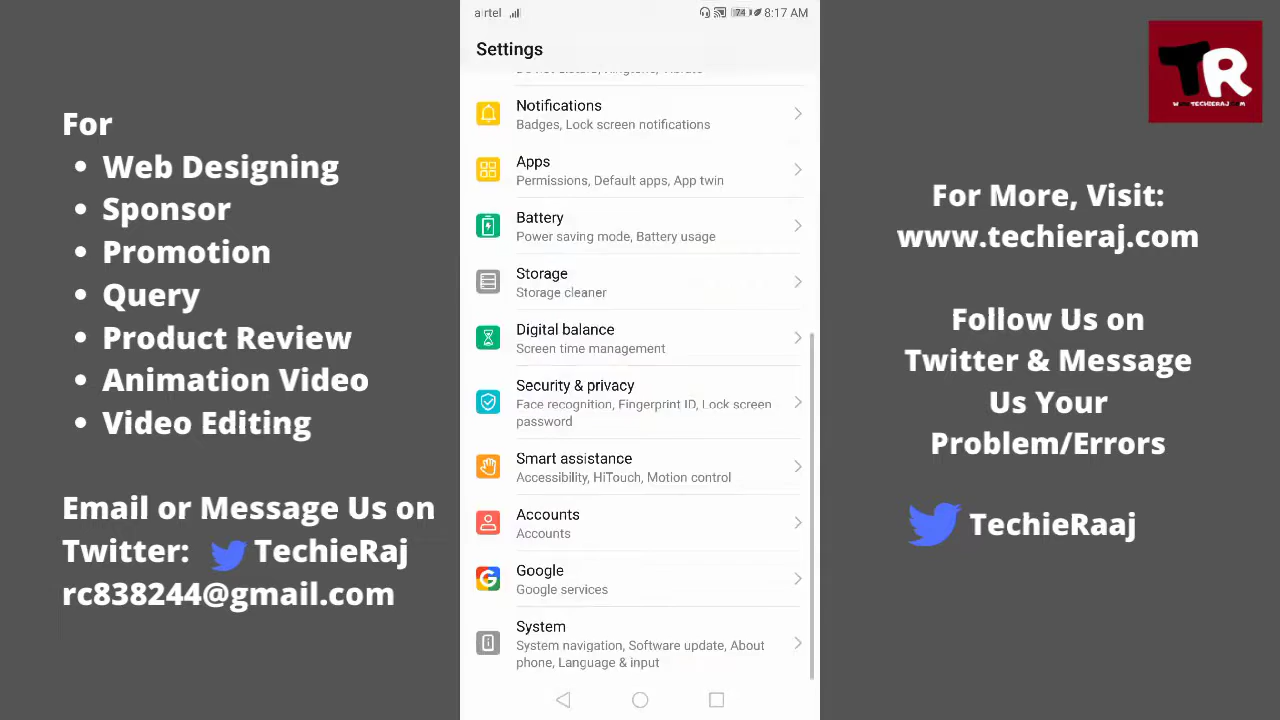 For
• Web Designing
• Sponsor
• Promotion
• Query
• Product Review
• Animation Video
• Video Editing
Email or Message Us on
Twitter: TechieRaj
rc838244@gmail.com
airtel 74 8:17 AM
Settings
Notifications
Badges, Lock screen notifications
Apps
Permissions, Default apps, App twin
Battery
Power saving mode, Battery usage
Storage
Storage cleaner
Digital balance
Screen time management
Security & privacy
Face recognition, Fingerprint ID, Lock screen
password
Smart assistance
Accessibility, HiTouch, Motion control
Accounts
Accounts
Google
Google services
System
System navigation, Software update, About
phone, Language & input
TR
For More, Visit:
www.techieraj.com
Follow Us on
Twitter & Message
Us Your
Problem/Errors
TechieRaaj